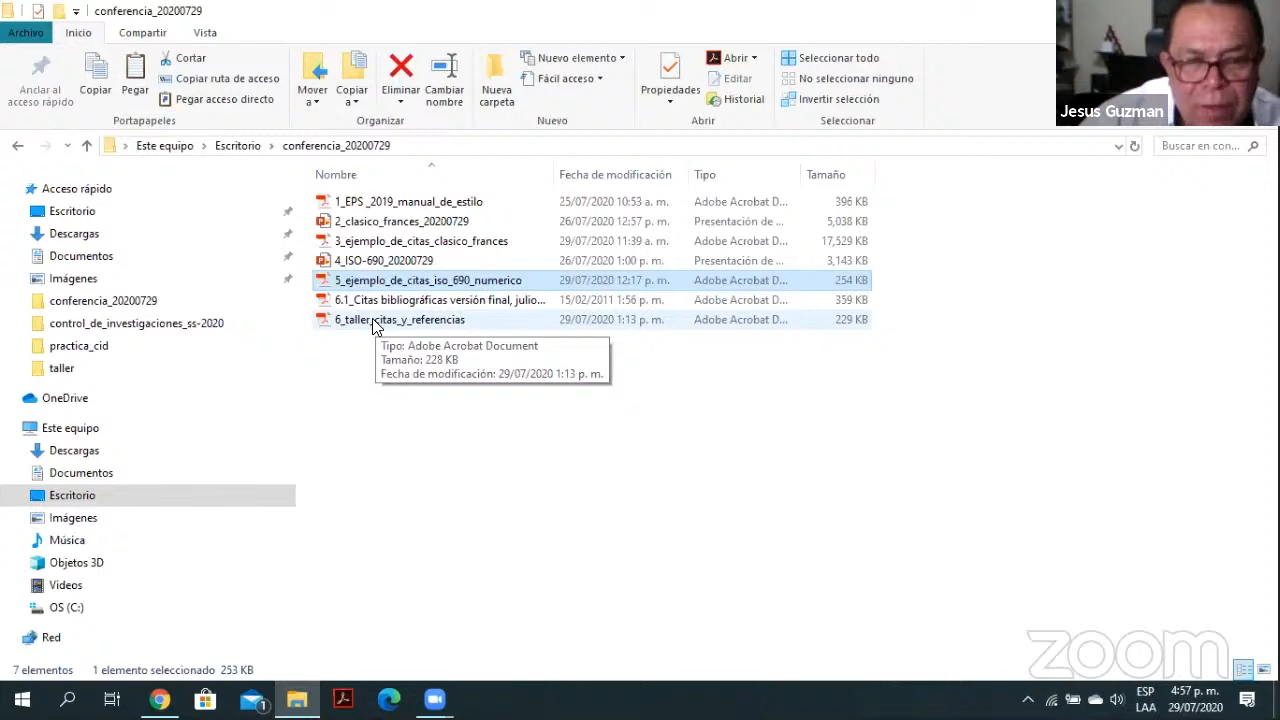 conferencia_20200729
Archivo Inicio Compartir Vista
Anclar al acceso rápido
Copiar
Pegar
Cortar
Copiar ruta de acceso
Pegar acceso directo
Portapapeles
Mover a
Copiar a
Eliminar
Cambiar nombre
Organizar
Nueva carpeta
Nuevo elemento
Fácil acceso
Nuevo
Propiedades
Abrir
Editar
Historial
Abrir
Seleccionar todo
No seleccionar ninguno
Invertir selección
Seleccionar
Jesus Guzman
Este equipo Escritorio conferencia_20200729
Buscar en con...
Acceso rápido
Escritorio
Descargas
Documentos
Imágenes
conferencia_20200729
control_de_investigaciones_ss-2020
practica_cid
taller
OneDrive
Este equipo
Descargas
Documentos
Escritorio
Imágenes
Música
Objetos 3D
Videos
OS (C:)
Red
Nombre Fecha de modificación Tipo Tamaño
1_EPS _2019_manual_de_estilo 25/07/2020 10:53 a. m. Adobe Acrobat D... 396 KB
2_clasico_frances_20200729 26/07/2020 12:57 p. m. Presentación de ... 5,038 KB
3_ejemplo_de_citas_clasico_frances 29/07/2020 11:39 a. m. Adobe Acrobat D... 17,529 KB
4_ISO-690_20200729 26/07/2020 1:00 p. m. Presentación de ... 3,143 KB
5_ejemplo_de_citas_iso_690_numerico 29/07/2020 12:17 p. m. Adobe Acrobat D... 254 KB
6.1_Citas bibliográficas versión final, julio... 15/02/2011 1:56 p. m. Adobe Acrobat D... 359 KB
6_taller_citas_y_referencias 29/07/2020 1:13 p. m. Adobe Acrobat D... 229 KB
Tipo: Adobe Acrobat Document
Tamaño: 228 KB
Fecha de modificación: 29/07/2020 1:13 p. m.
zoom
7 elementos 1 elemento seleccionado 253 KB
1
ESP
LAA
4:57 p. m.
29/07/2020